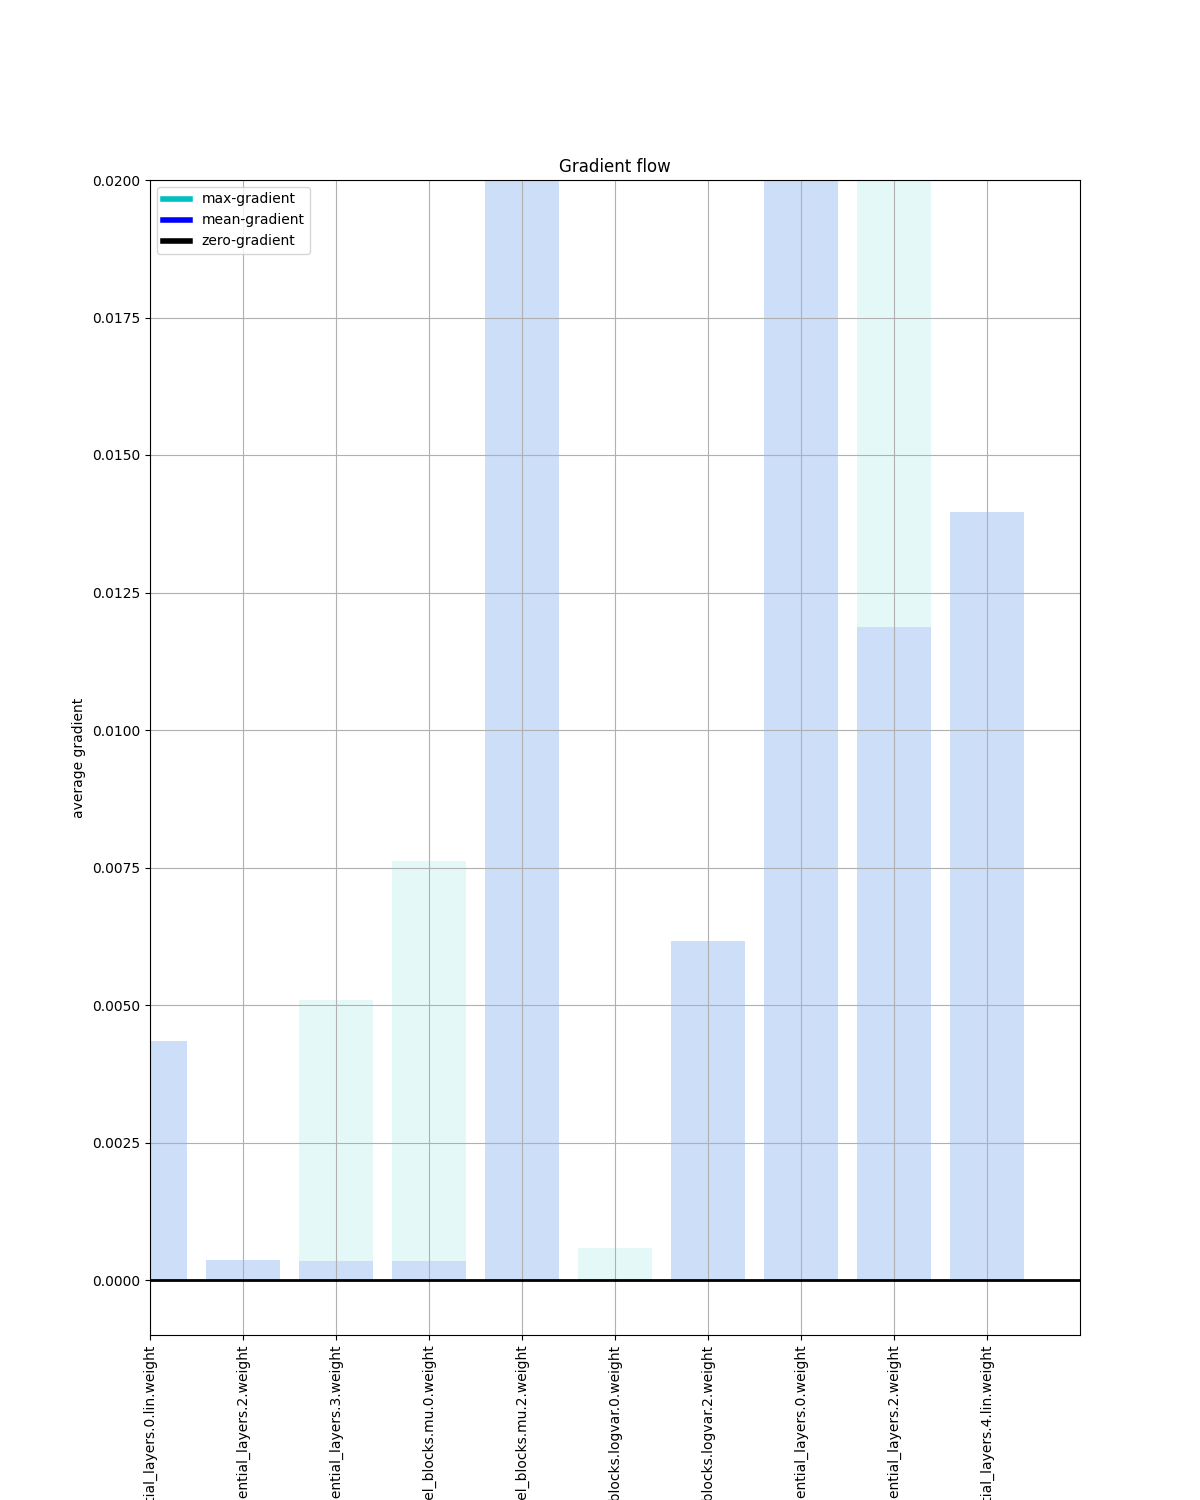 Gradient flow
max-gradient
mean-gradient
zero-gradient
0.0200
0.0175
0.0150
0.0125
0.0100
0.0075
0.0050
0.0025
0.0000
average gradient
tial_layers.0.lin.weight
ential_layers.2.weight
ential_layers.3.weight
el_blocks.mu.0.weight
el_blocks.mu.2.weight
blocks.logvar.0.weight
blocks.logvar.2.weight
ential_layers.0.weight
ential_layers.2.weight
tial_layers.4.lin.weight